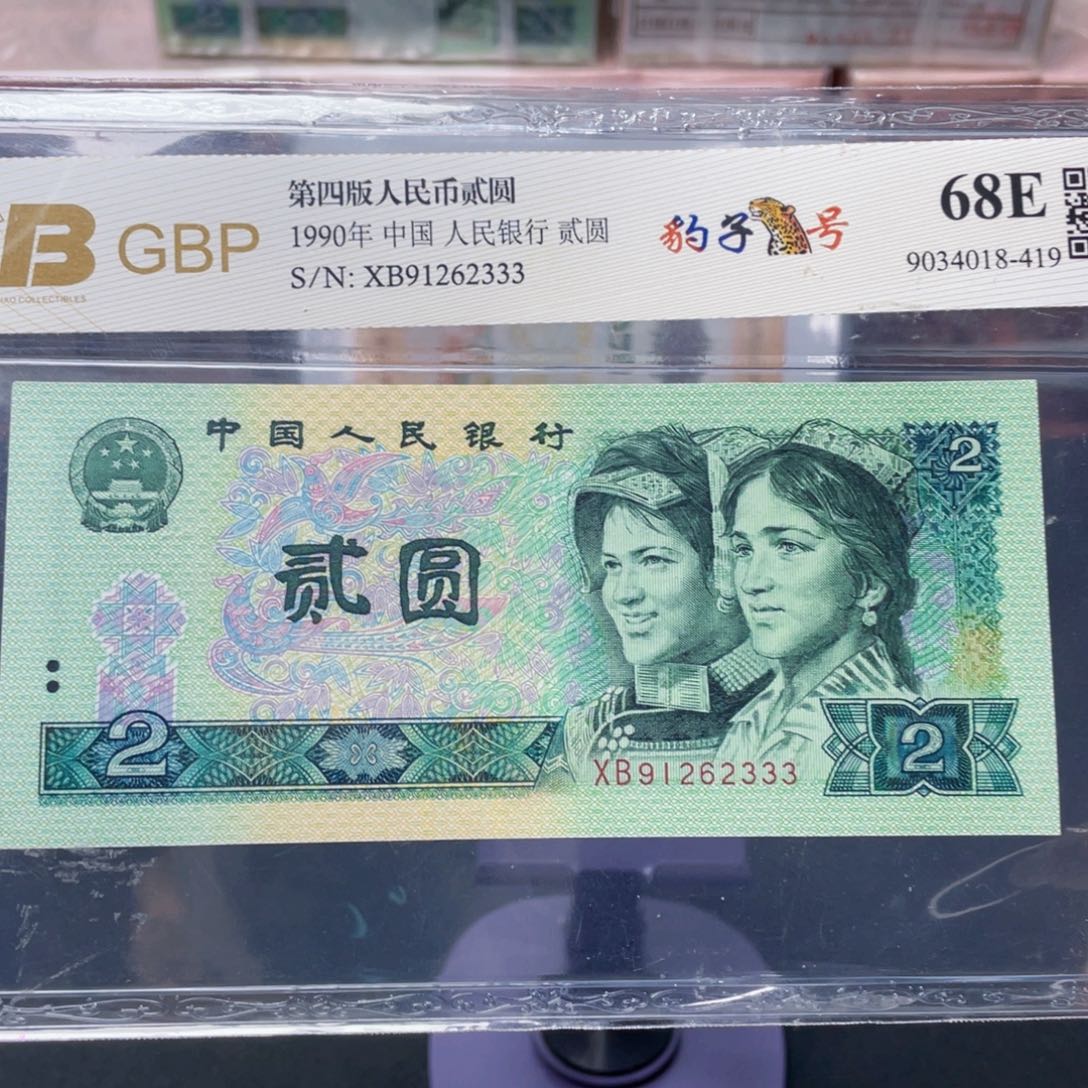 B GBP
第四版人民币贰圆
1990年 中国 人民银行 贰圆
S/N: XB91262333
豹子号
68E
9034018-419
中国人民银行
2
贰圆
2
XB91262333
2